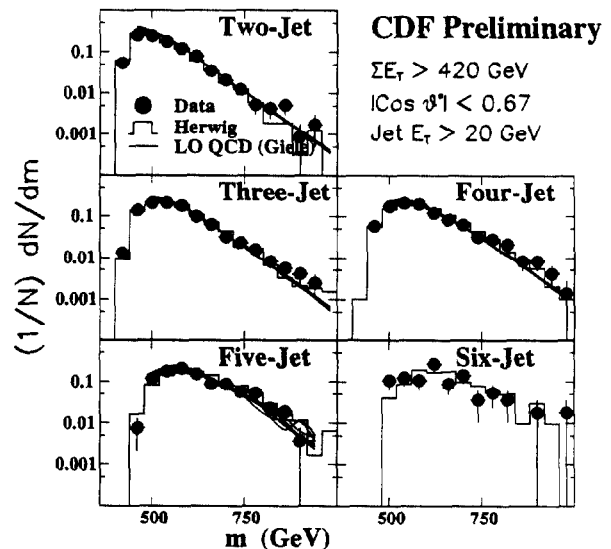 Two-Jet
CDF Preliminary
ΣE_T > 420 GeV
|Cos ϑ*| < 0.67
Jet E_T > 20 GeV
0.1
0.01
0.001
Data
Herwig
LO QCD (Giele)
Three-Jet
Four-Jet
0.1
0.01
0.001
Five-Jet
Six-Jet
0.1
0.01
0.001
500
750
500
750
m (GeV)
(1/N) dN/dm